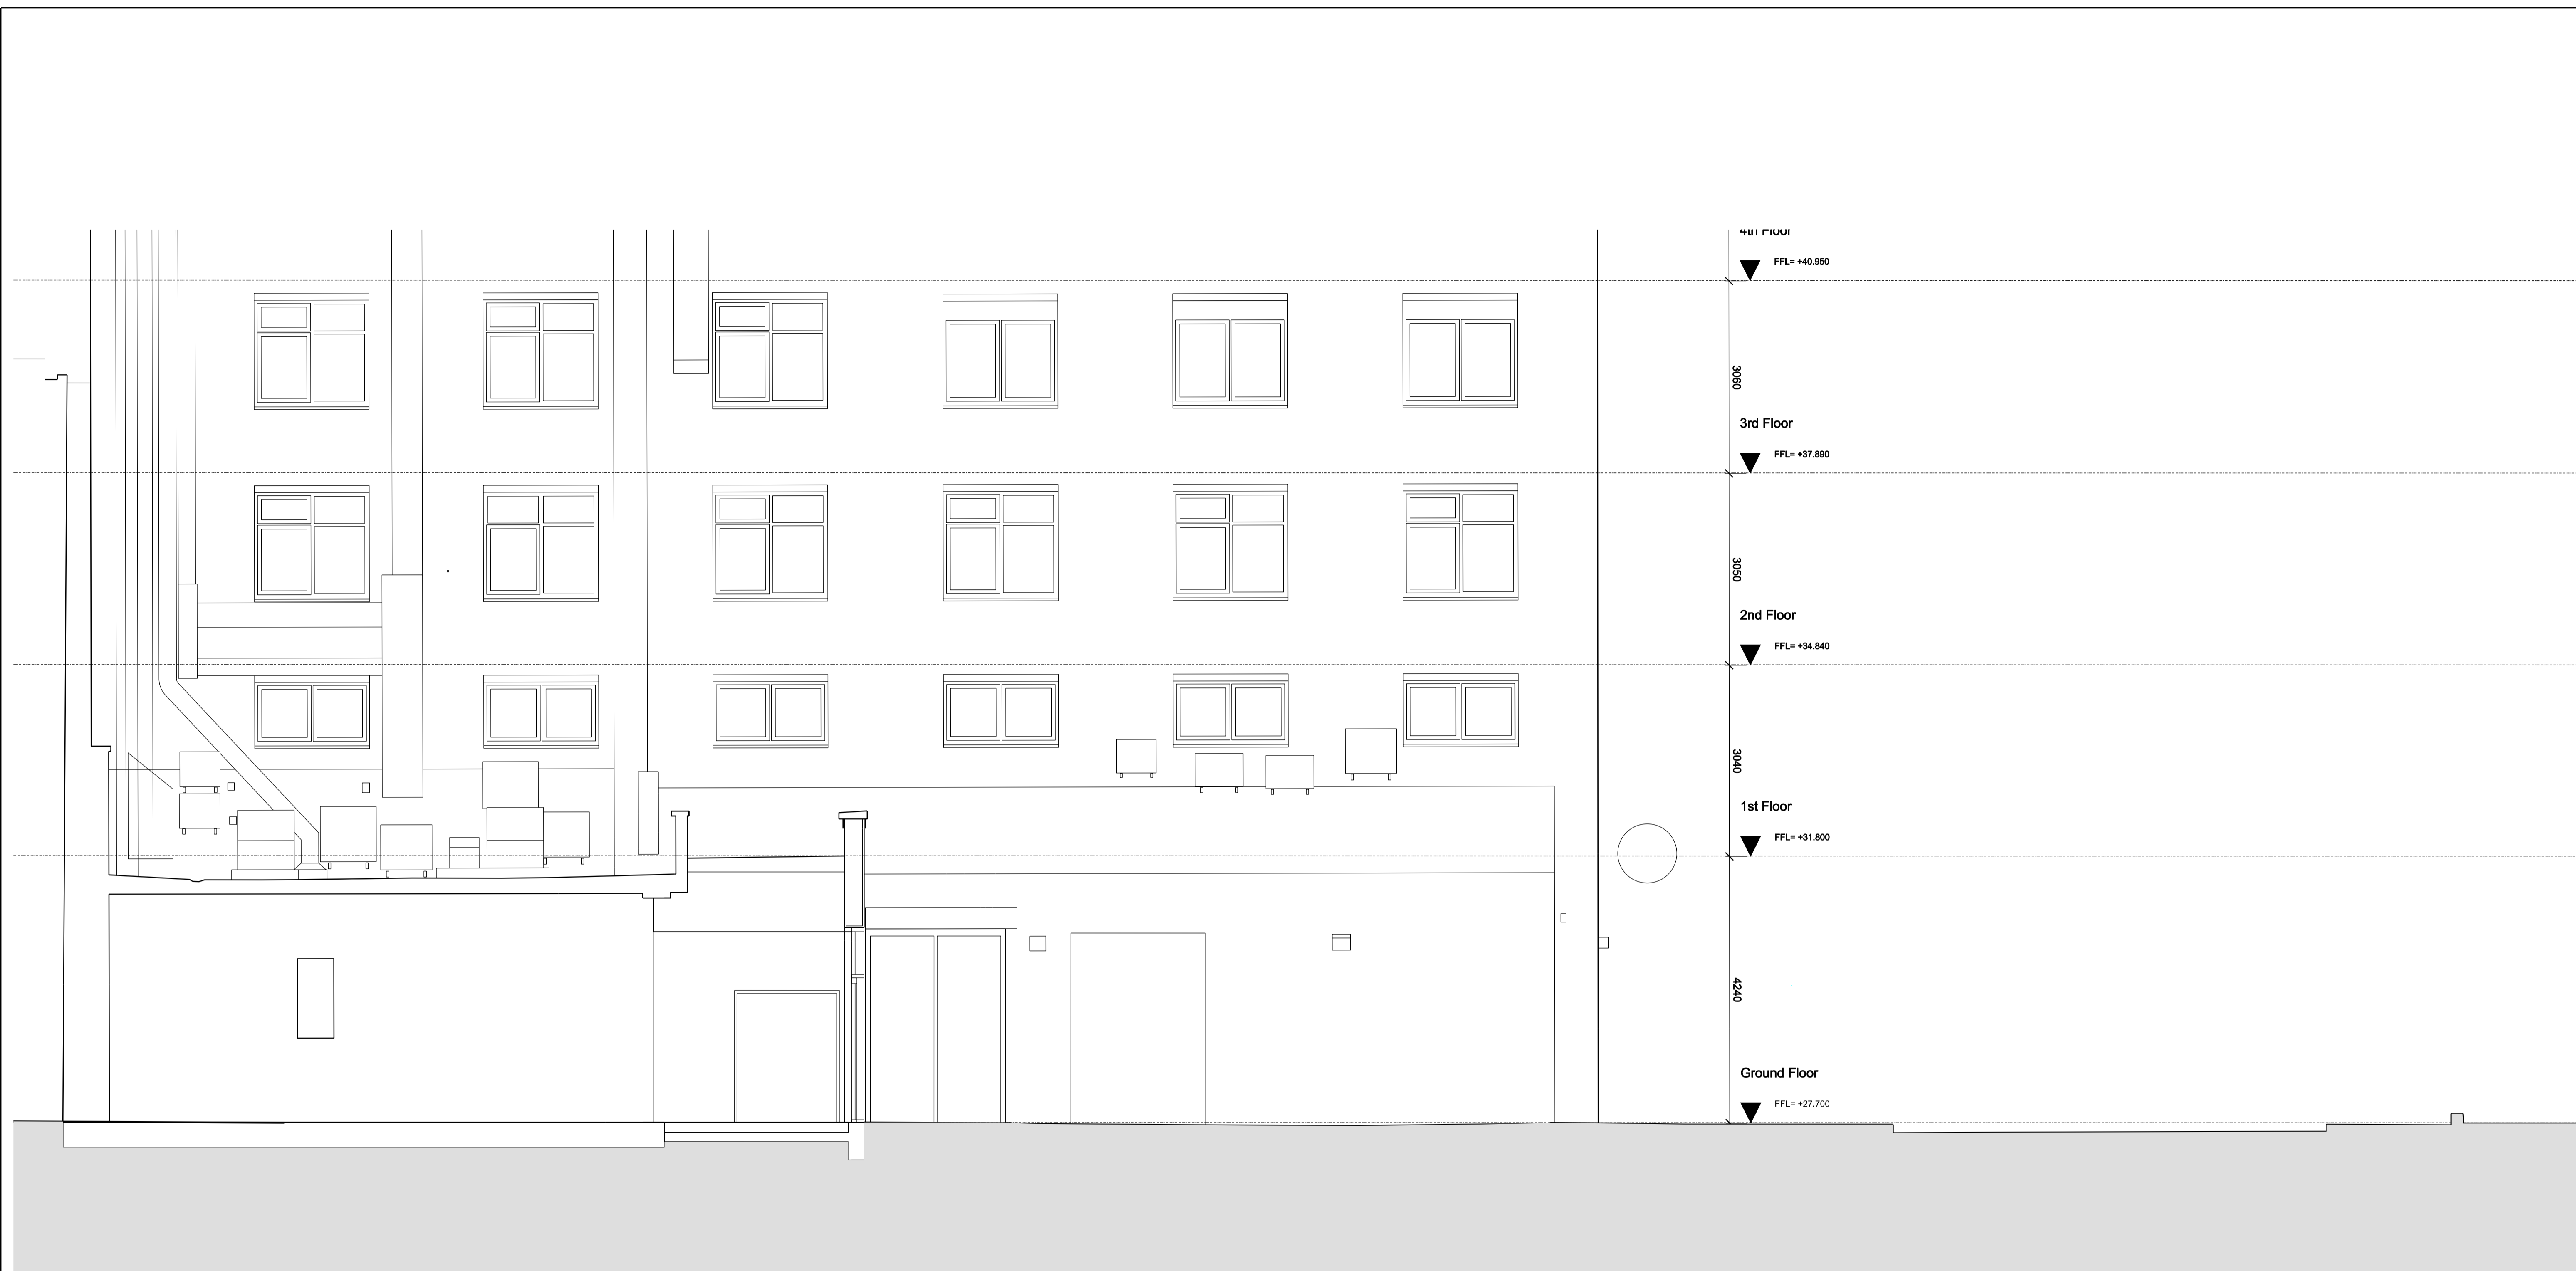 4th Floor
FFL= +40.950
3060
3rd Floor
FFL= +37.890
3050
2nd Floor
FFL= +34.840
3040
1st Floor
FFL= +31.800
4240
Ground Floor
FFL= +27.700